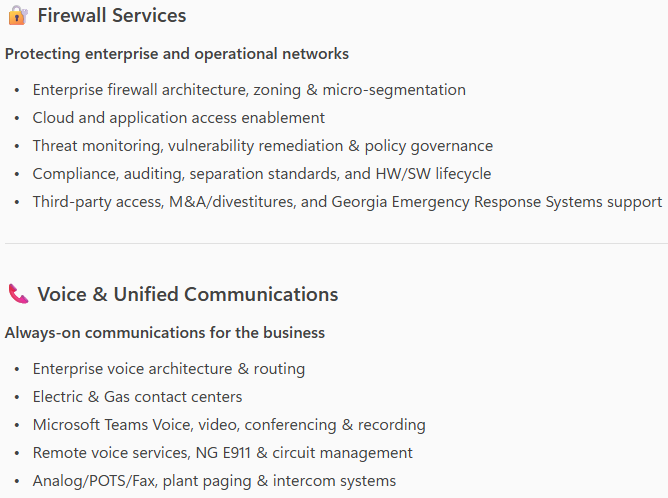 Firewall Services
Protecting enterprise and operational networks
• Enterprise firewall architecture, zoning & micro-segmentation
• Cloud and application access enablement
• Threat monitoring, vulnerability remediation & policy governance
• Compliance, auditing, separation standards, and HW/SW lifecycle
• Third-party access, M&A/divestitures, and Georgia Emergency Response Systems support
Voice & Unified Communications
Always-on communications for the business
• Enterprise voice architecture & routing
• Electric & Gas contact centers
• Microsoft Teams Voice, video, conferencing & recording
• Remote voice services, NG E911 & circuit management
• Analog/POTS/Fax, plant paging & intercom systems